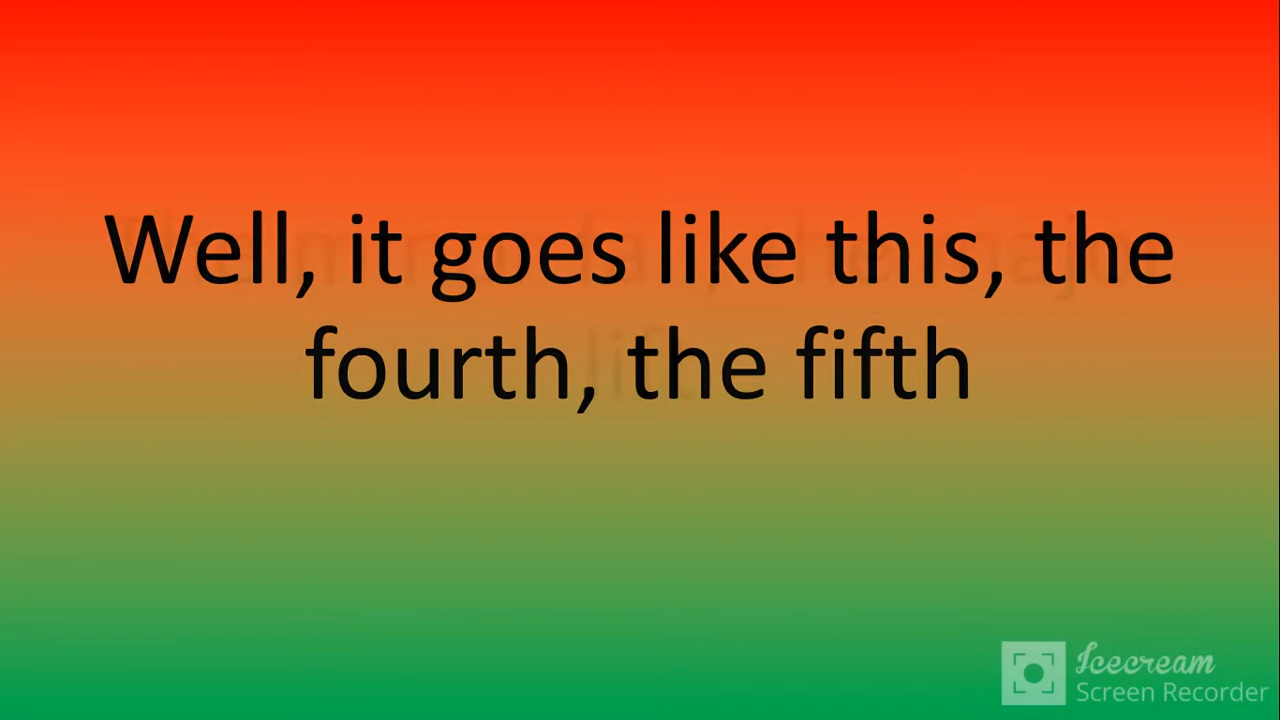 Well, it goes like this, the
fourth, the fifth
Icecream
Screen Recorder